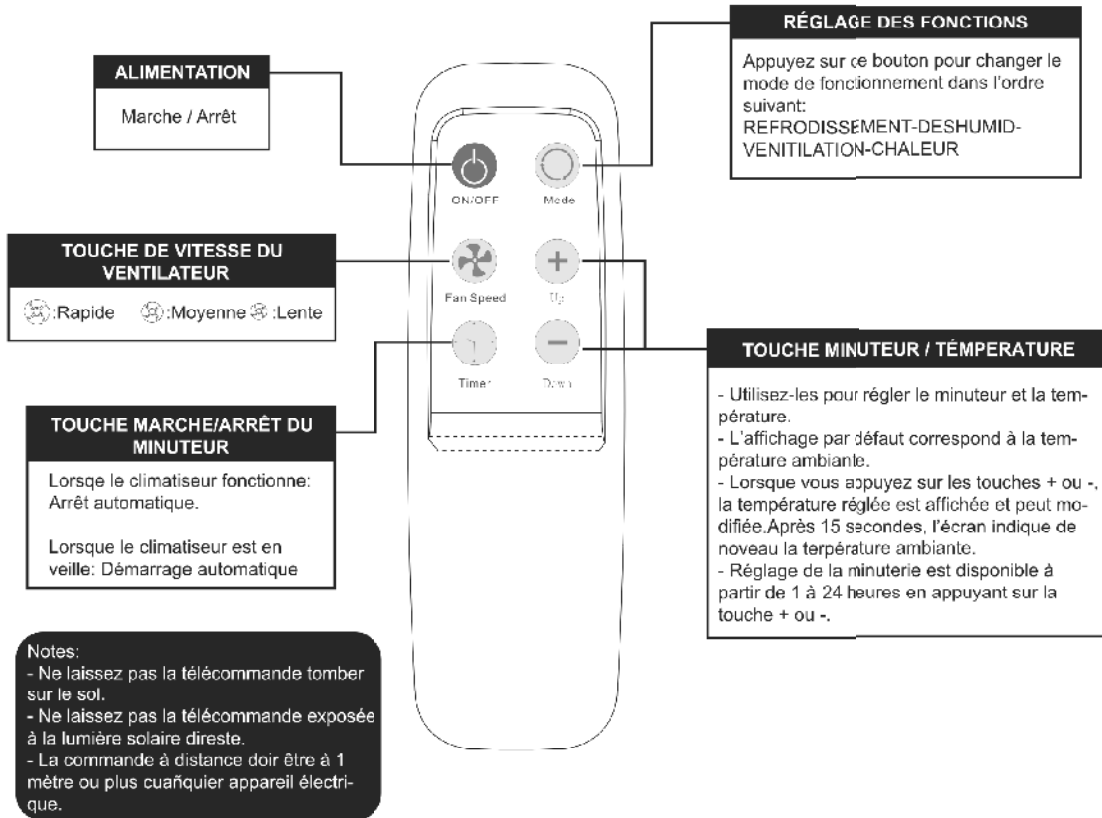 ALIMENTATION
Marche / Arrêt
RÉGLAGE DES FONCTIONS
Appuyez sur ce bouton pour changer le
mode de fonctionnement dans l'ordre
suivant:
REFRODISSEMENT-DESHUMID-
VENITILATION-CHALEUR
ON/OFF
Mode
TOUCHE DE VITESSE DU
VENTILATEUR
:Rapide :Moyenne :Lente
Fan Speed
Up
Timer
Down
TOUCHE MARCHE/ARRÊT DU
MINUTEUR
Lorsqe le climatiseur fonctionne:
Arrêt automatique.
Lorsque le climatiseur est en
veille: Démarrage automatique
TOUCHE MINUTEUR / TÉMPERATURE
- Utilisez-les pour régler le minuteur et la tem-
pérature.
- L'affichage par défaut correspond à la tem-
pérature ambiante.
- Lorsque vous appuyez sur les touches + ou -,
la température réglée est affichée et peut mo-
difiée.Après 15 secondes, l'écran indique de
noveau la terpérature ambiante.
- Réglage de la minuterie est disponible à
partir de 1 à 24 heures en appuyant sur la
touche + ou -.
Notes:
- Ne laissez pas la télécommande tomber
sur le sol.
- Ne laissez pas la télécommande exposée
à la lumière solaire direste.
- La commande à distance doir être à 1
mètre ou plus cuañquier appareil électri-
que.